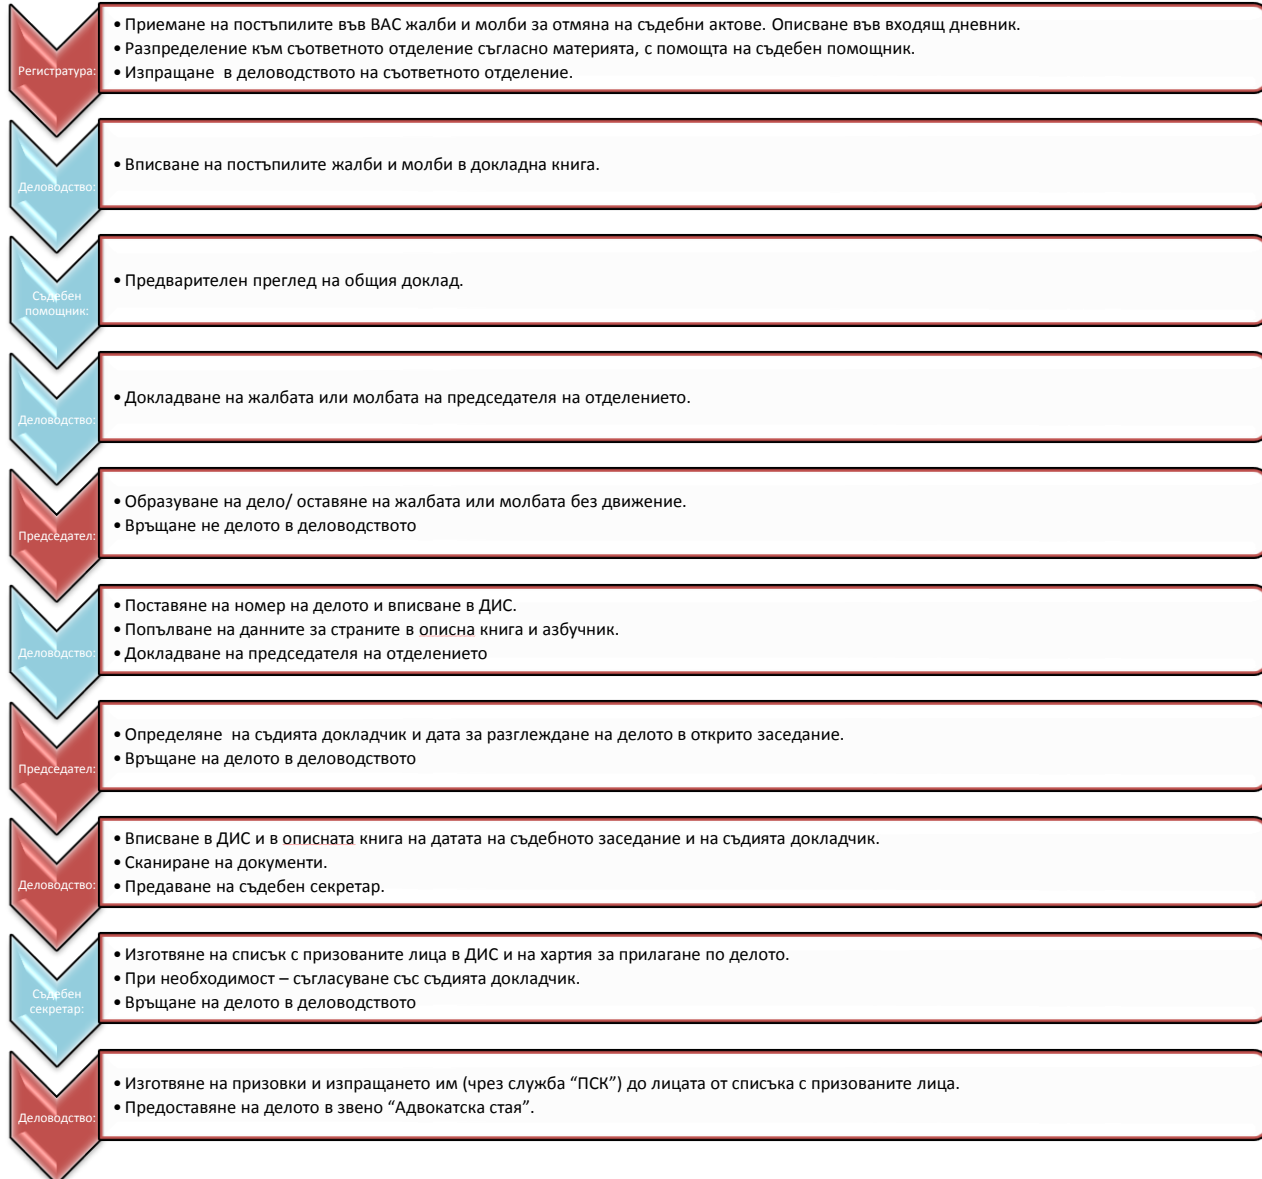 Регистратура:
• Приемане на постъпилите във ВАС жалби и молби за отмяна на съдебни актове. Описване във входящ дневник.
• Разпределение към съответното отделение съгласно материята, с помощта на съдебен помощник.
• Изпращане в деловодството на съответното отделение.
Деловодство:
• Вписване на постъпилите жалби и молби в докладна книга.
Съдебен
помощник:
• Предварителен преглед на общия доклад.
Деловодство:
• Докладване на жалбата или молбата на председателя на отделението.
Председател:
• Образуване на дело/ оставяне на жалбата или молбата без движение.
• Връщане не делото в деловодството
Деловодство:
• Поставяне на номер на делото и вписване в ДИС.
• Попълване на данните за страните в описна книга и азбучник.
• Докладване на председателя на отделението
Председател:
• Определяне на съдията докладчик и дата за разглеждане на делото в открито заседание.
• Връщане на делото в деловодството
Деловодство:
• Вписване в ДИС и в описната книга на датата на съдебното заседание и на съдията докладчик.
• Сканиране на документи.
• Предаване на съдебен секретар.
Съдебен
секретар:
• Изготвяне на списък с призованите лица в ДИС и на хартия за прилагане по делото.
• При необходимост – съгласуване със съдията докладчик.
• Връщане на делото в деловодството
Деловодство:
• Изготвяне на призовки и изпращането им (чрез служба “ПСК”) до лицата от списъка с призованите лица.
• Предоставяне на делото в звено “Адвокатска стая”.